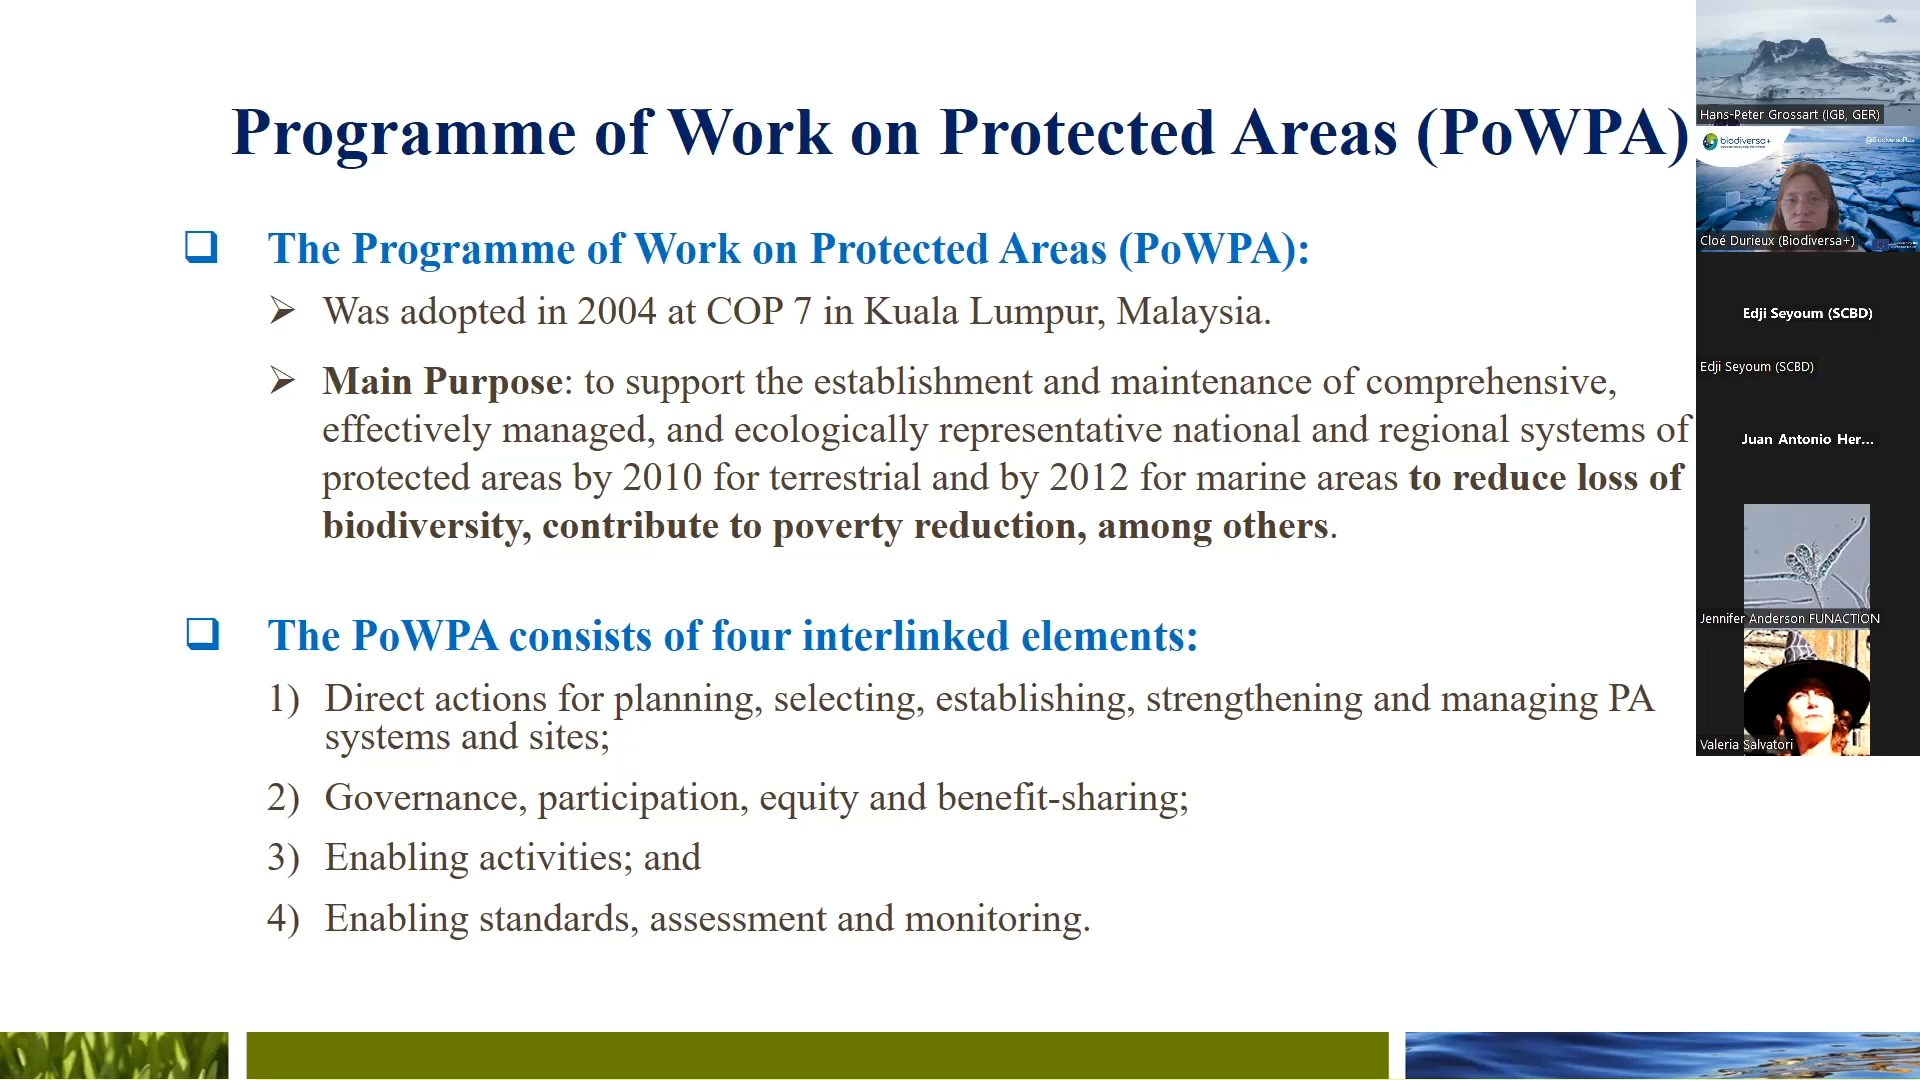 Programme of Work on Protected Areas (PoWPA)
❑ The Programme of Work on Protected Areas (PoWPA):
➢ Was adopted in 2004 at COP 7 in Kuala Lumpur, Malaysia.
➢ Main Purpose: to support the establishment and maintenance of comprehensive,
effectively managed, and ecologically representative national and regional systems of
protected areas by 2010 for terrestrial and by 2012 for marine areas to reduce loss of
biodiversity, contribute to poverty reduction, among others.
❑ The PoWPA consists of four interlinked elements:
1) Direct actions for planning, selecting, establishing, strengthening and managing PA
systems and sites;
2) Governance, participation, equity and benefit-sharing;
3) Enabling activities; and
4) Enabling standards, assessment and monitoring.
Hans-Peter Grossart (IGB, GER)
biodiversa+
Cloé Durieux (Biodiversa+)
Edji Seyoum (SCBD)
Edji Seyoum (SCBD)
Juan Antonio Her...
Jennifer Anderson FUNACTION
Valeria Salvatori